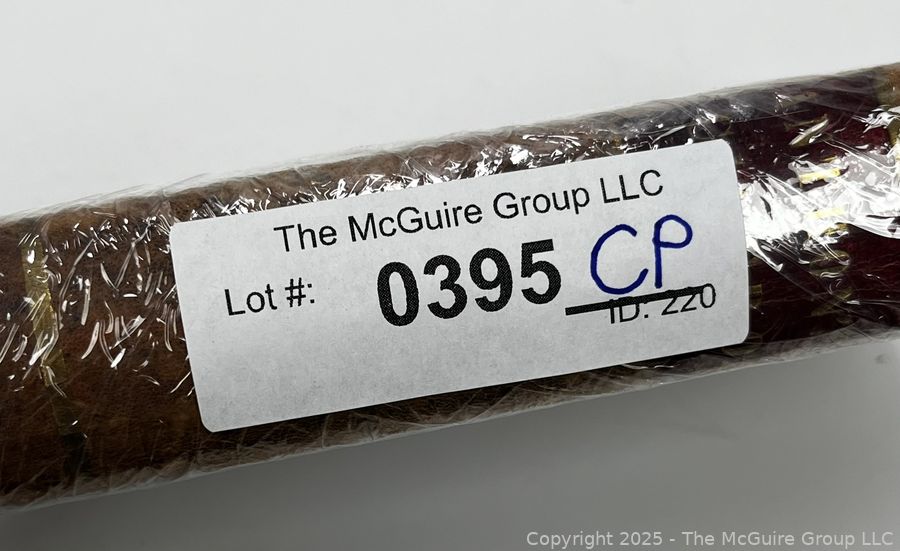 The McGuire Group LLC
Lot #: 0395 CP
ID: 220
Copyright 2025 - The McGuire Group LLC